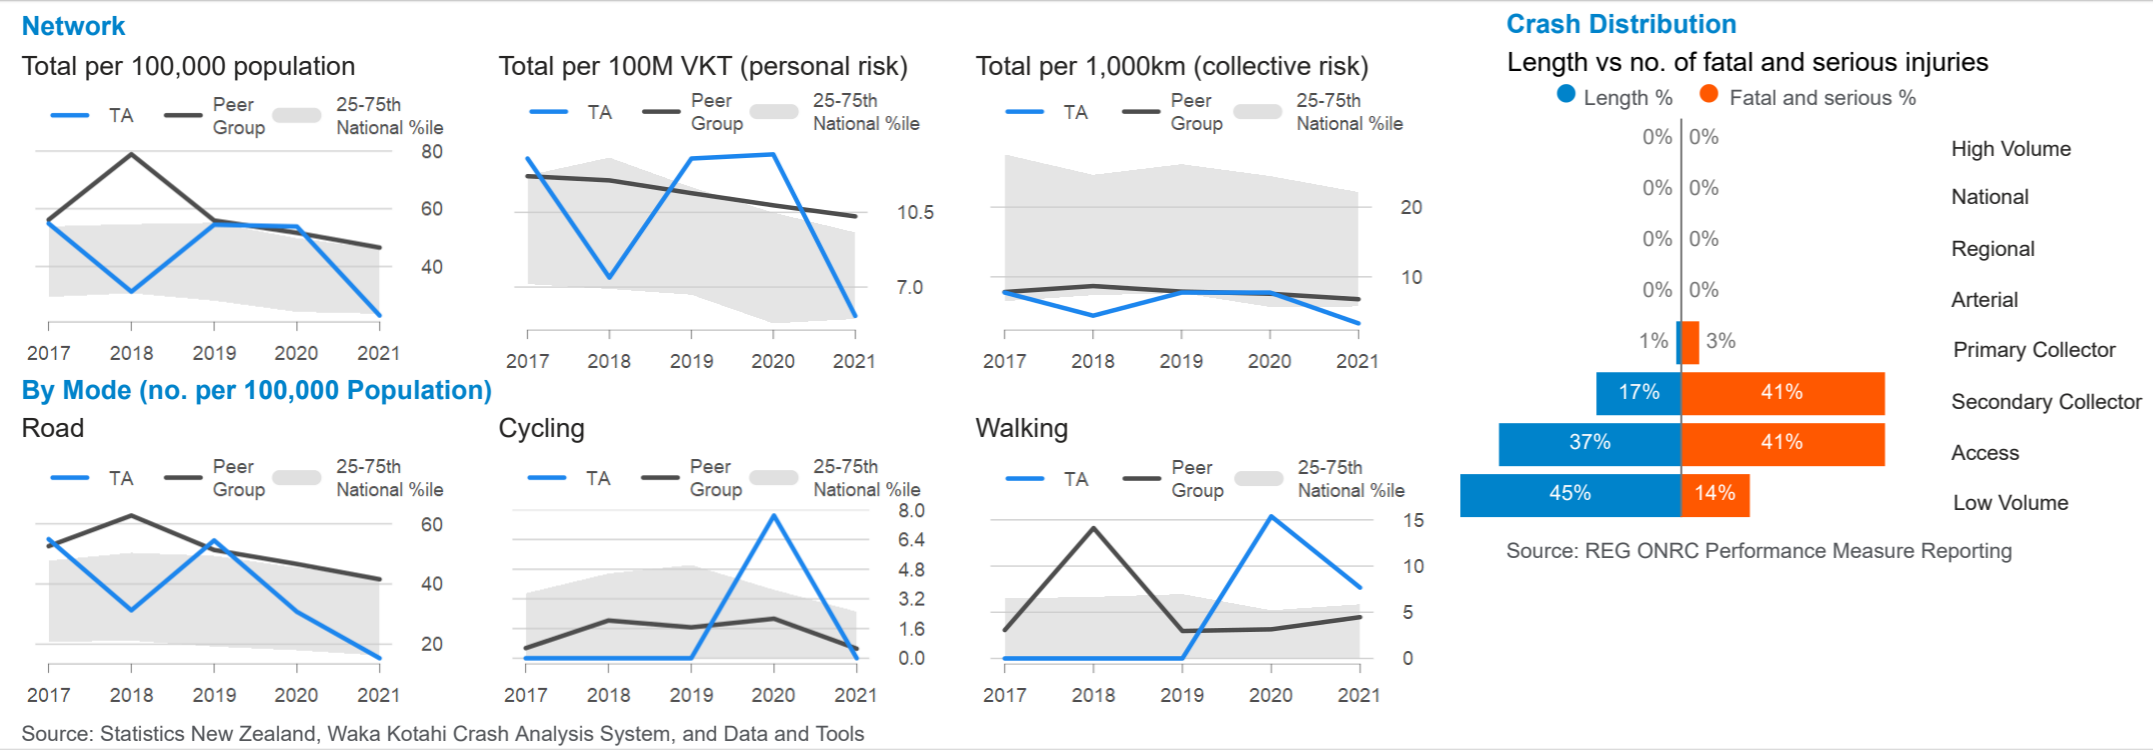 Network
Total per 100,000 population
TA
Peer
Group
25-75th
National %ile
80
60
40
2017 2018 2019 2020 2021
Total per 100M VKT (personal risk)
TA
Peer
Group
25-75th
National %ile
10.5
7.0
2017 2018 2019 2020 2021
Total per 1,000km (collective risk)
TA
Peer
Group
25-75th
National %ile
20
10
2017 2018 2019 2020 2021
By Mode (no. per 100,000 Population)
Road
TA
Peer
Group
25-75th
National %ile
60
40
20
2017 2018 2019 2020 2021
Cycling
TA
Peer
Group
25-75th
National %ile
8.0
6.4
4.8
3.2
1.6
0.0
2017 2018 2019 2020 2021
Walking
TA
Peer
Group
25-75th
National %ile
15
10
5
0
2017 2018 2019 2020 2021
Source: Statistics New Zealand, Waka Kotahi Crash Analysis System, and Data and Tools
Crash Distribution
Length vs no. of fatal and serious injuries
Length % Fatal and serious %
0% 0% High Volume
0% 0% National
0% 0% Regional
0% 0% Arterial
1% 3% Primary Collector
17% 41% Secondary Collector
37% 41% Access
45% 14% Low Volume
Source: REG ONRC Performance Measure Reporting